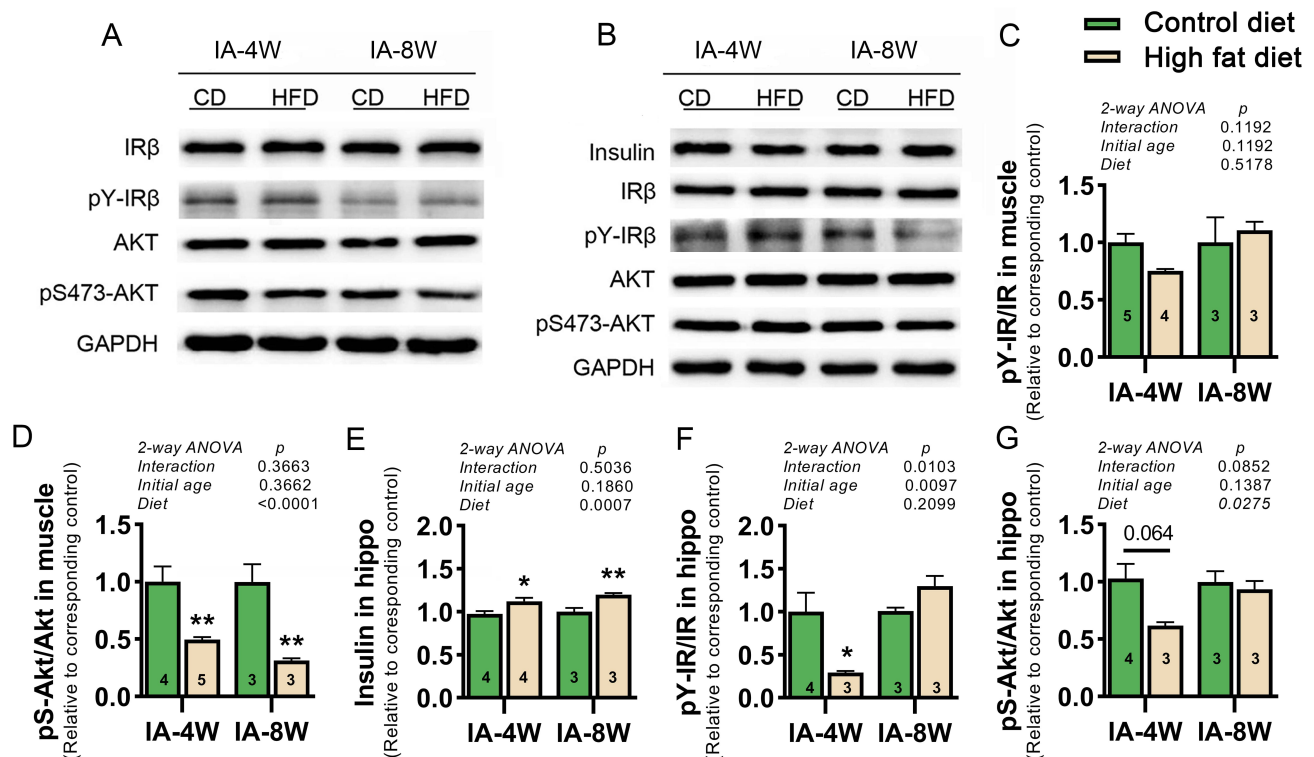 A
IA-4W IA-8W
CD HFD CD HFD
IRβ
pY-IRβ
AKT
pS473-AKT
GAPDH
B
IA-4W IA-8W
CD HFD CD HFD
Insulin
IRβ
pY-IRβ
AKT
pS473-AKT
GAPDH
C
Control diet
High fat diet
2-way ANOVA p
Interaction 0.1192
Initial age 0.1192
Diet 0.5178
pY-IR/IR in muscle
(Relative to corresponding control)
1.5
1.0
0.5
0.0
5 4 3 3
IA-4W IA-8W
D
2-way ANOVA p
Interaction 0.3663
Initial age 0.3662
Diet <0.0001
pS-Akt/Akt in muscle
(Relative to corresponding control)
1.5
1.0
0.5
0.0
** **
4 5 3 3
IA-4W IA-8W
E
2-way ANOVA p
Interaction 0.5036
Initial age 0.1860
Diet 0.0007
Insulin in hippo
(Relative to corresponding control)
2.0
1.5
1.0
0.5
0.0
* **
4 4 3 3
IA-4W IA-8W
F
2-way ANOVA p
Interaction 0.0103
Initial age 0.0097
Diet 0.2099
pY-IR/IR in hippo
(Relative to corresponding control)
2.0
1.5
1.0
0.5
0.0
*
4 3 3 3
IA-4W IA-8W
G
2-way ANOVA p
Interaction 0.0852
Initial age 0.1387
Diet 0.0275
pS-Akt/Akt in hippo
(Relative to corresponding control)
1.5
1.0
0.5
0.0
0.064
4 3 3 3
IA-4W IA-8W